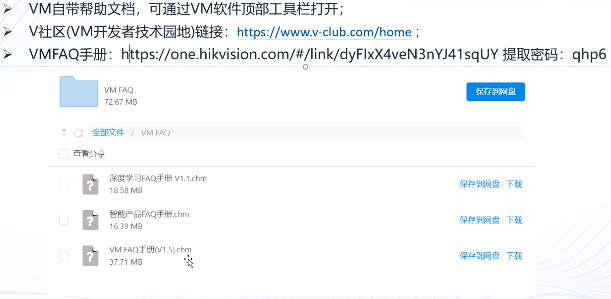 VM自带帮助文档，可通过VM软件顶部工具栏打开；
V社区(VM开发者技术园地)链接：https://www.v-club.com/home ；
VMFAQ手册：https://one.hikvision.com/#/link/dyFIxX4veN3nYJ41sqUY 提取密码：qhp6
VM FAQ
72.67 MB
保存到网盘
全部文件 / VM FAQ
查看分享
深度学习FAQ手册 V1.1.chm
18.58 MB
保存到网盘 下载
智能产品FAQ手册.chm
16.39 MB
保存到网盘 下载
VM FAQ手册(V1.5).chm
37.71 MB
保存到网盘 下载